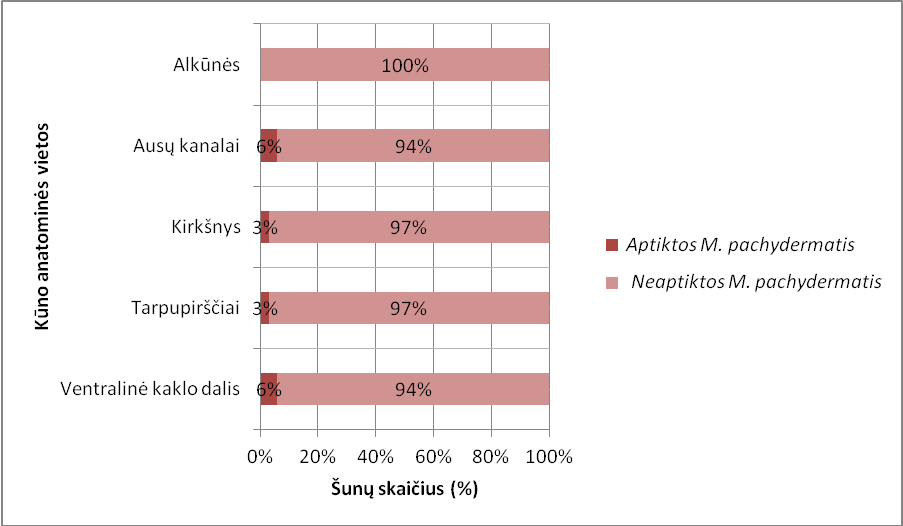 Kūno anatominės vietos
Alkūnės
100%
Ausų kanalai
6%
94%
Kirkšnys
3%
97%
Tarpupirščiai
3%
97%
Ventralinė kaklo dalis
6%
94%
0% 20% 40% 60% 80% 100%
Šunų skaičius (%)
Aptiktos M. pachydermatis
Neaptiktos M. pachydermatis